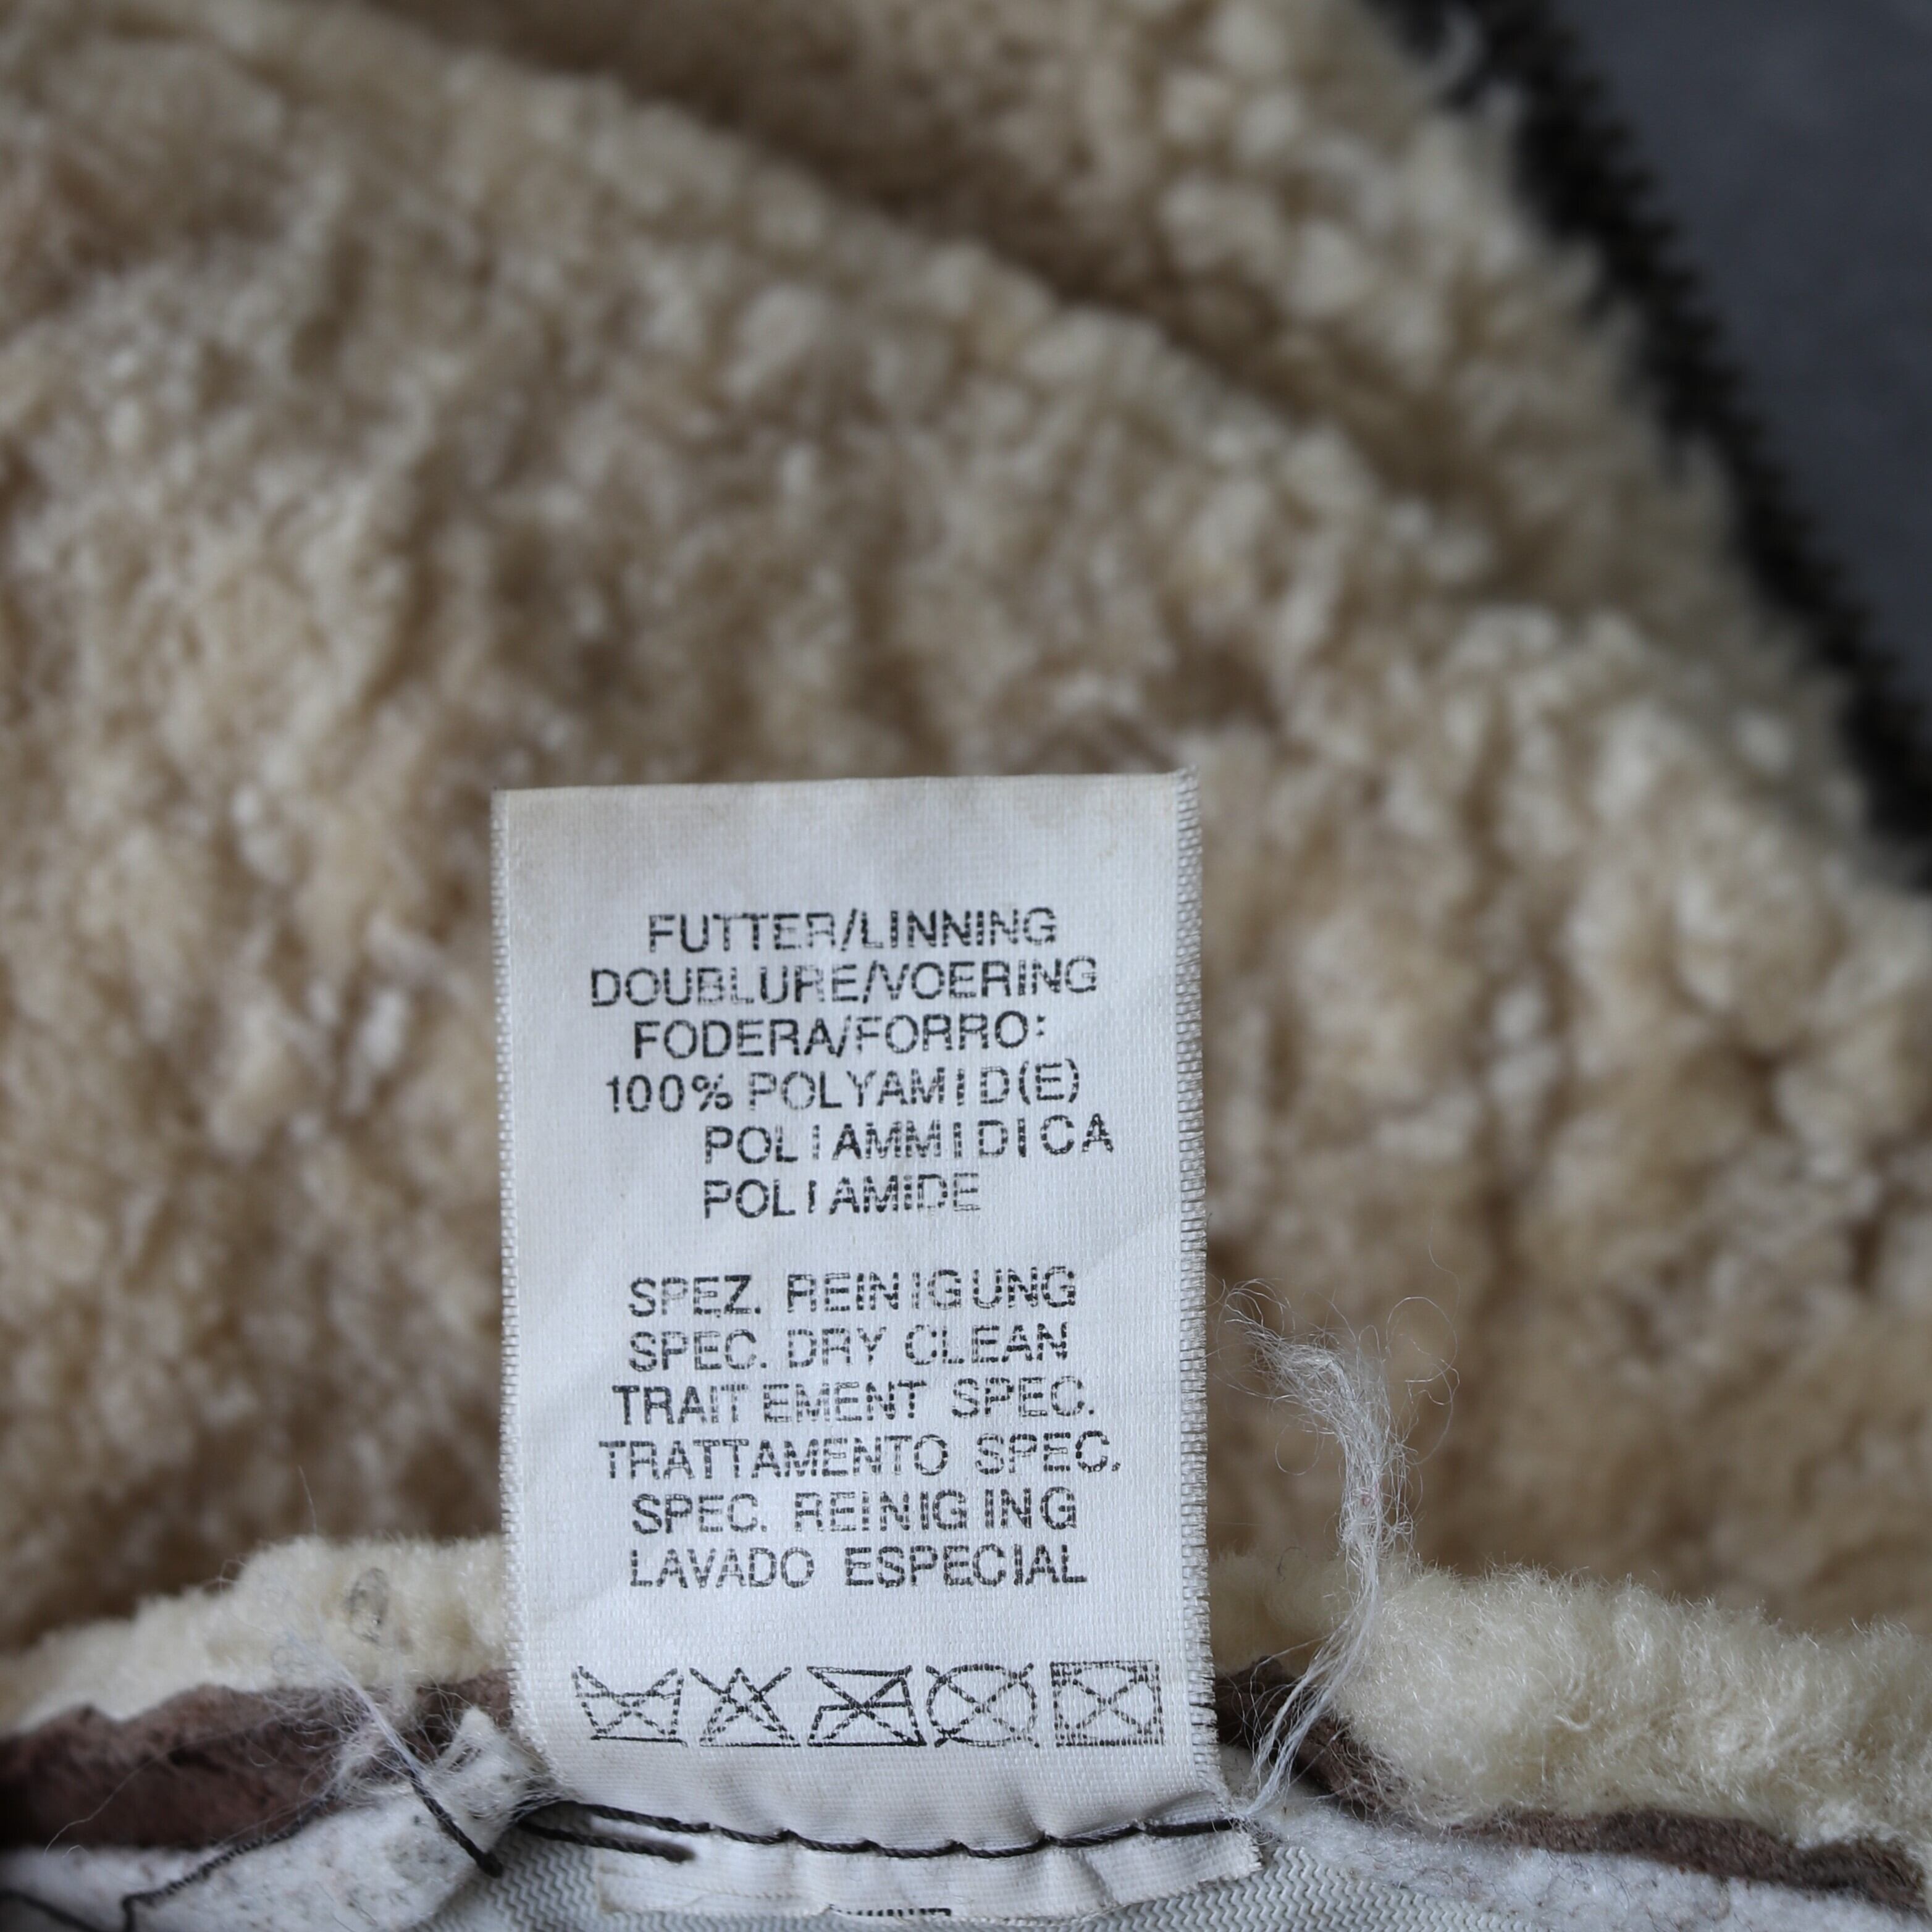 FUTTER/LINNING
DOUBLURE/VOERING
FODERA/FORRO:
100% POLYAMID(E)
POLIAMMIDICA
POLIAMIDE
SPEZ. REINIGUNG
SPEC. DRY CLEAN
TRAITEMENT SPEC.
TRATTAMENTO SPEC.
SPEC. REINIGING
LAVADO ESPECIAL